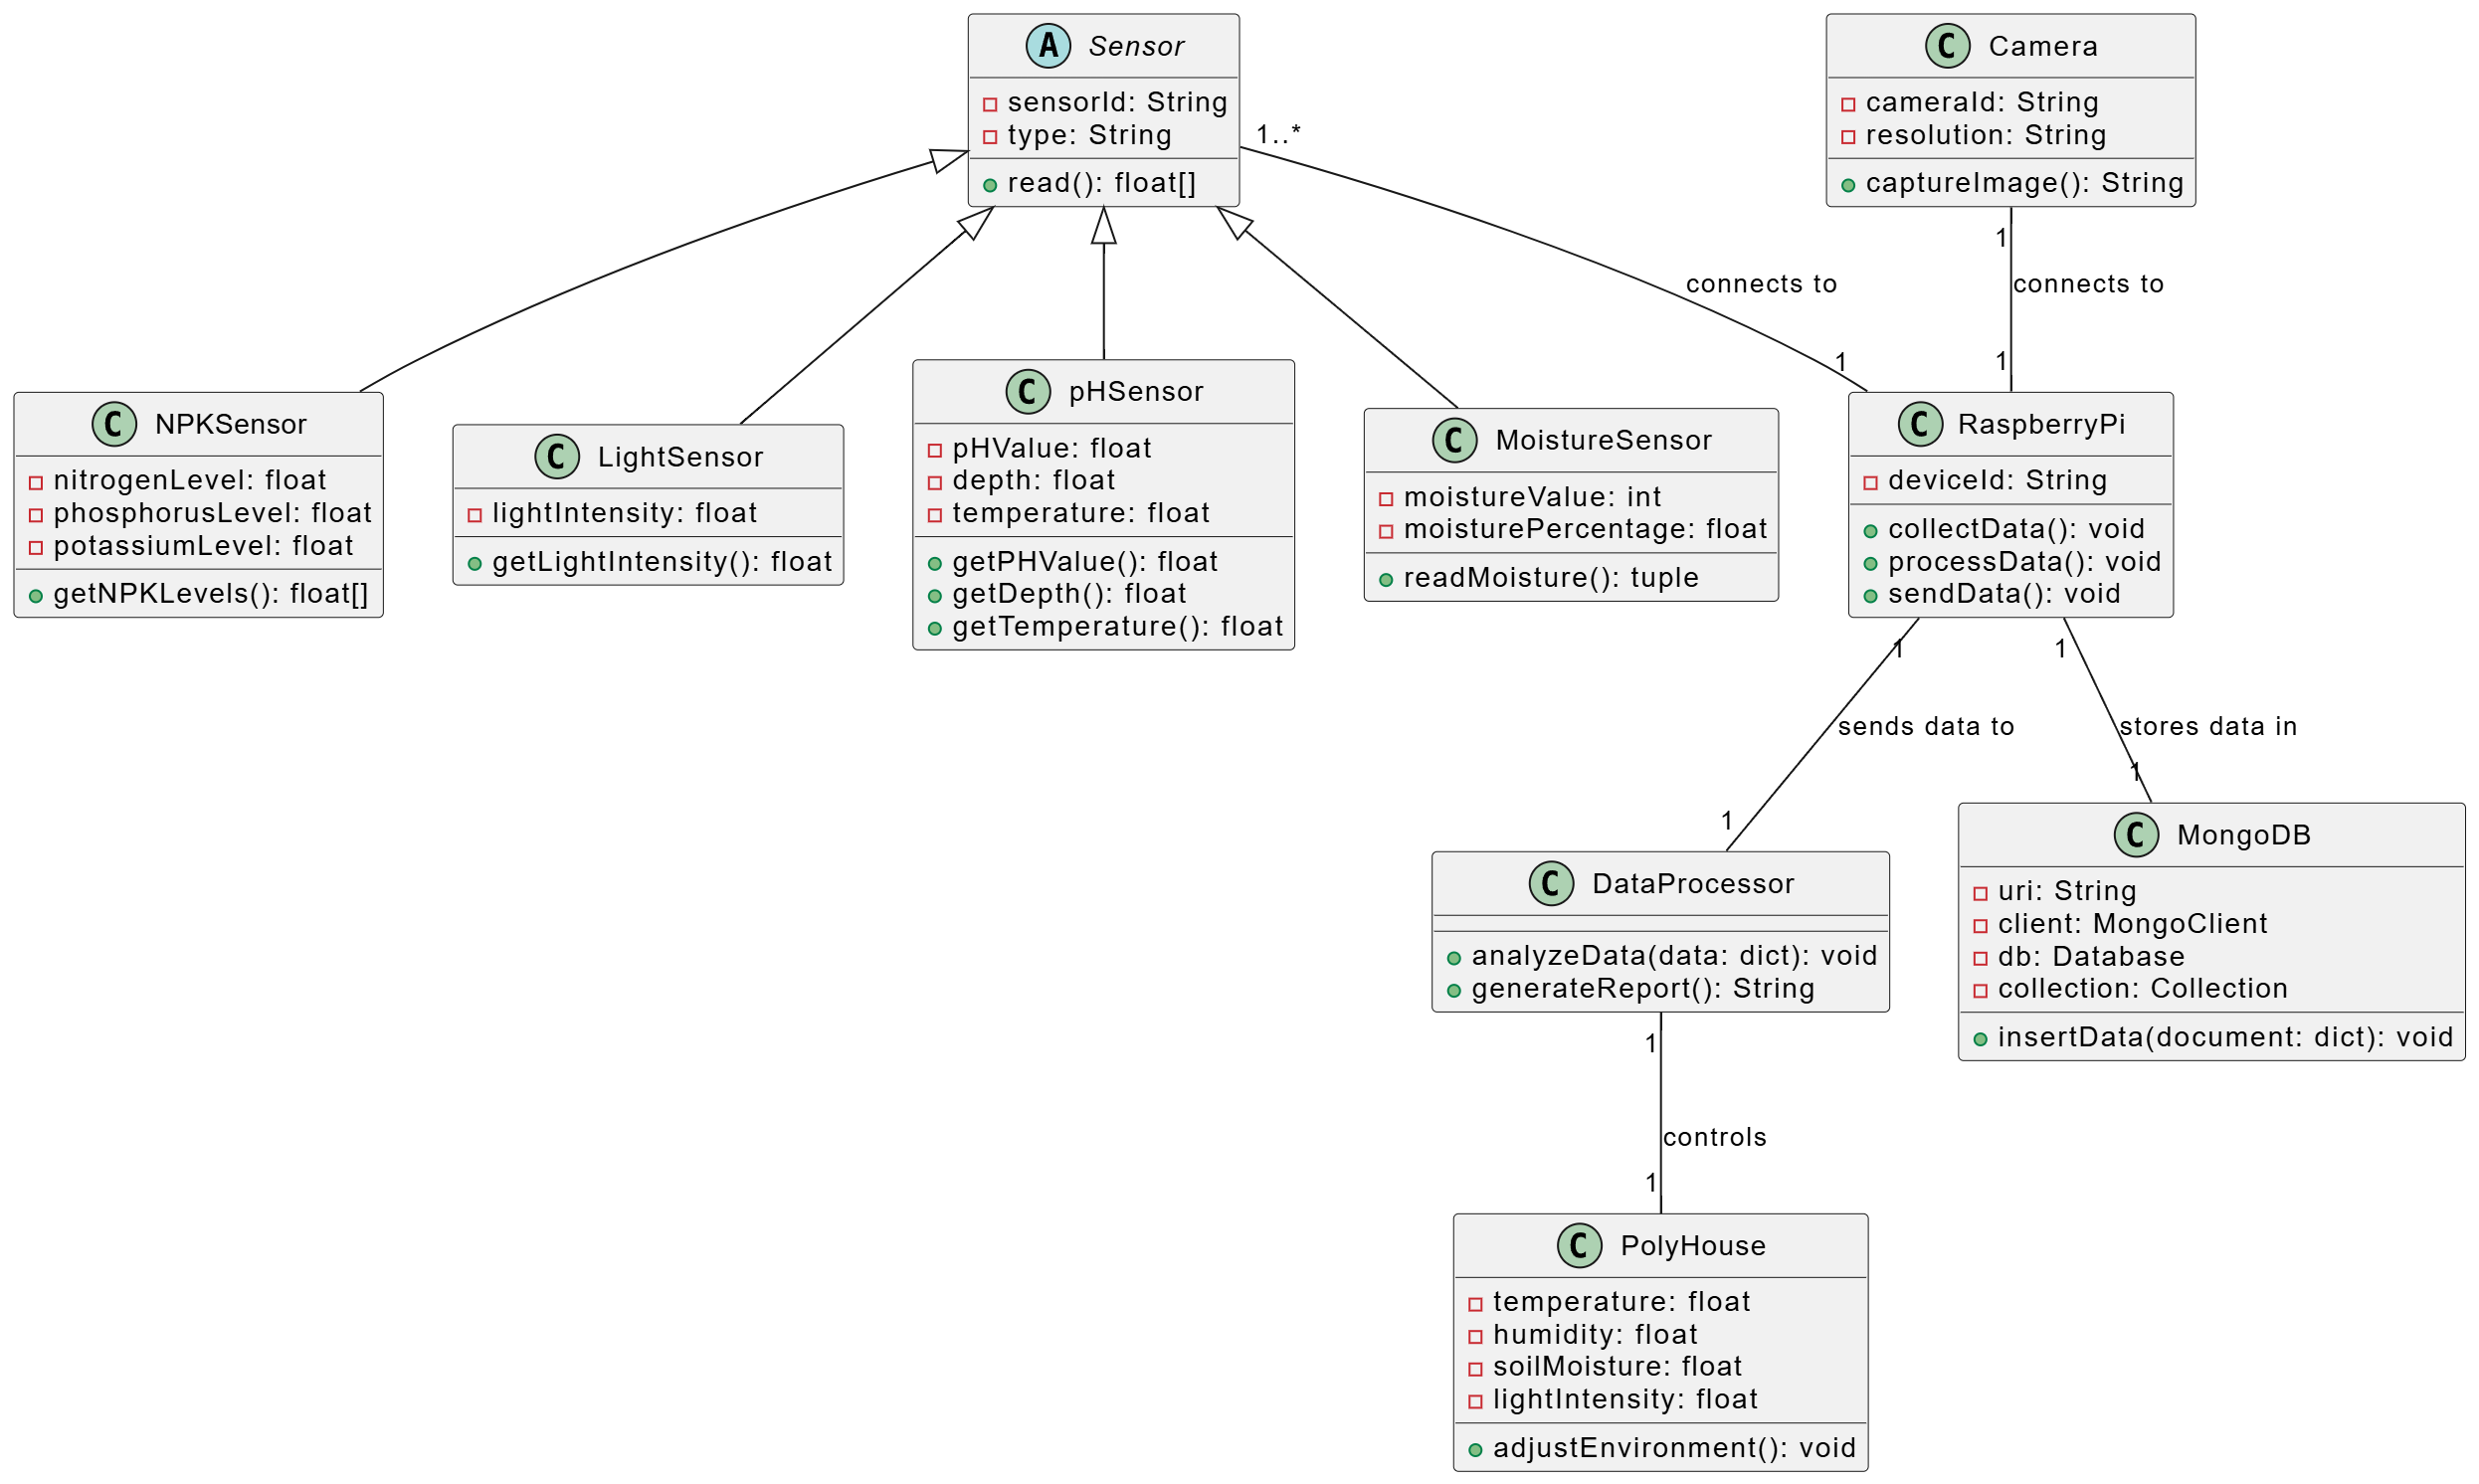 A Sensor
sensorId: String
type: String
read(): float[]
C Camera
cameraId: String
resolution: String
captureImage(): String
1..*
1
connects to
connects to
1
1
C NPKSensor
nitrogenLevel: float
phosphorusLevel: float
potassiumLevel: float
getNPKLevels(): float[]
C LightSensor
lightIntensity: float
getLightIntensity(): float
C pHSensor
pHValue: float
depth: float
temperature: float
getPHValue(): float
getDepth(): float
getTemperature(): float
C MoistureSensor
moistureValue: int
moisturePercentage: float
readMoisture(): tuple
C RaspberryPi
deviceId: String
collectData(): void
processData(): void
sendData(): void
1
1
sends data to
stores data in
1
1
C DataProcessor
analyzeData(data: dict): void
generateReport(): String
C MongoDB
uri: String
client: MongoClient
db: Database
collection: Collection
insertData(document: dict): void
1
controls
1
C PolyHouse
temperature: float
humidity: float
soilMoisture: float
lightIntensity: float
adjustEnvironment(): void